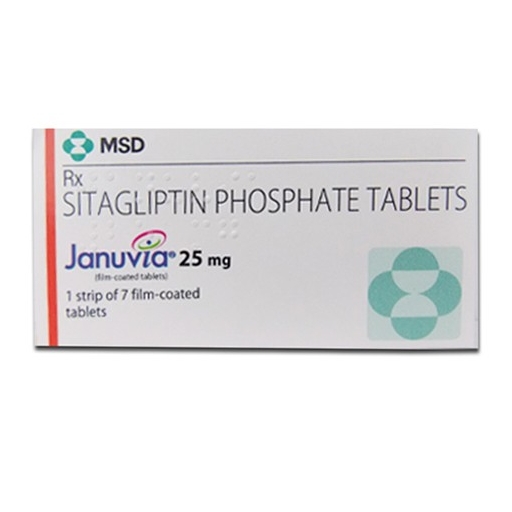 MSD
Rx
SITAGLIPTIN PHOSPHATE TABLETS
Januvia® 25 mg
(film-coated tablets)
1 strip of 7 film-coated
tablets